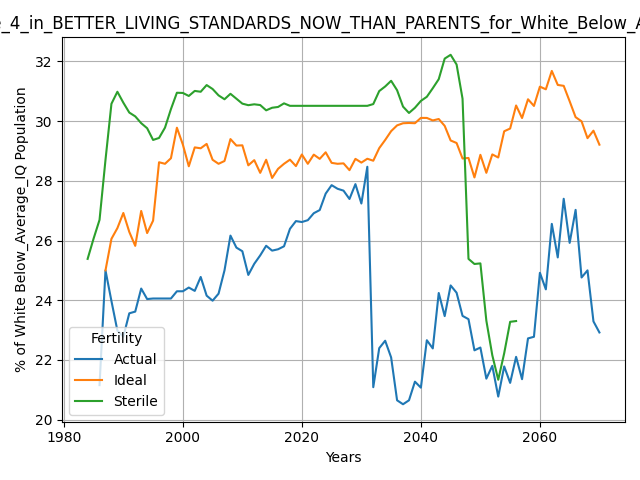 _4_in_BETTER_LIVING_STANDARDS_NOW_THAN_PARENTS_for_White_Below_A
% of White Below_Average_IQ Population
32
30
28
26
24
22
20
Fertility
Actual
Ideal
Sterile
1980
2000
2020
2040
2060
Years